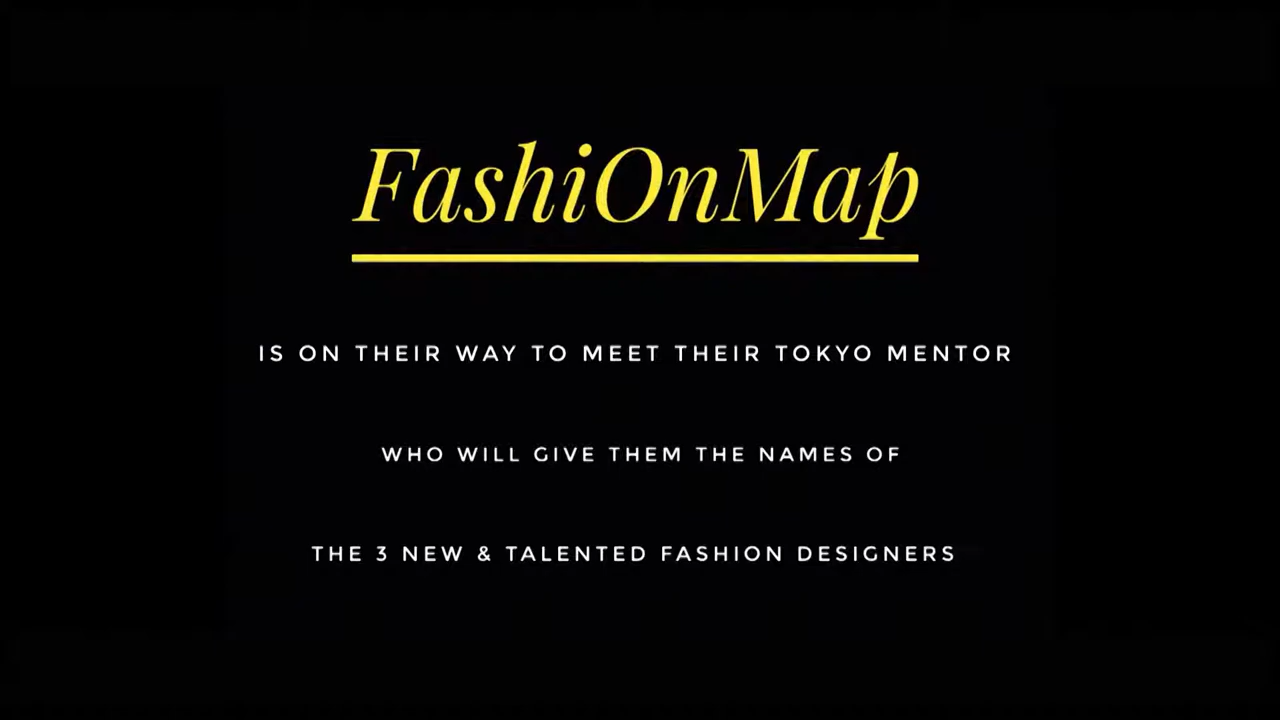 FashiOnMap
IS ON THEIR WAY TO MEET THEIR TOKYO MENTOR
WHO WILL GIVE THEM THE NAMES OF
THE 3 NEW & TALENTED FASHION DESIGNERS